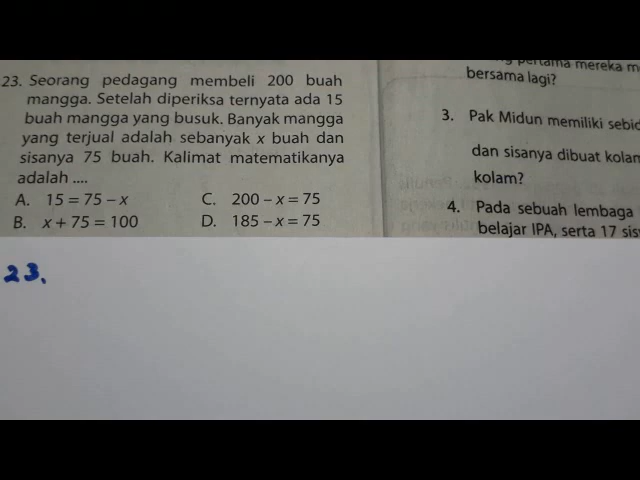 23. Seorang pedagang membeli 200 buah
mangga. Setelah diperiksa ternyata ada 15
buah mangga yang busuk. Banyak mangga
yang terjual adalah sebanyak x buah dan
sisanya 75 buah. Kalimat matematikanya
adalah ....
A. 15 = 75 – x
C. 200 – x = 75
B. x + 75 = 100
D. 185 – x = 75
pertama mereka m
bersama lagi?
3. Pak Midun memiliki sebid
dan sisanya dibuat kolam
kolam?
4. Pada sebuah lembaga
belajar IPA, serta 17 sis
23.